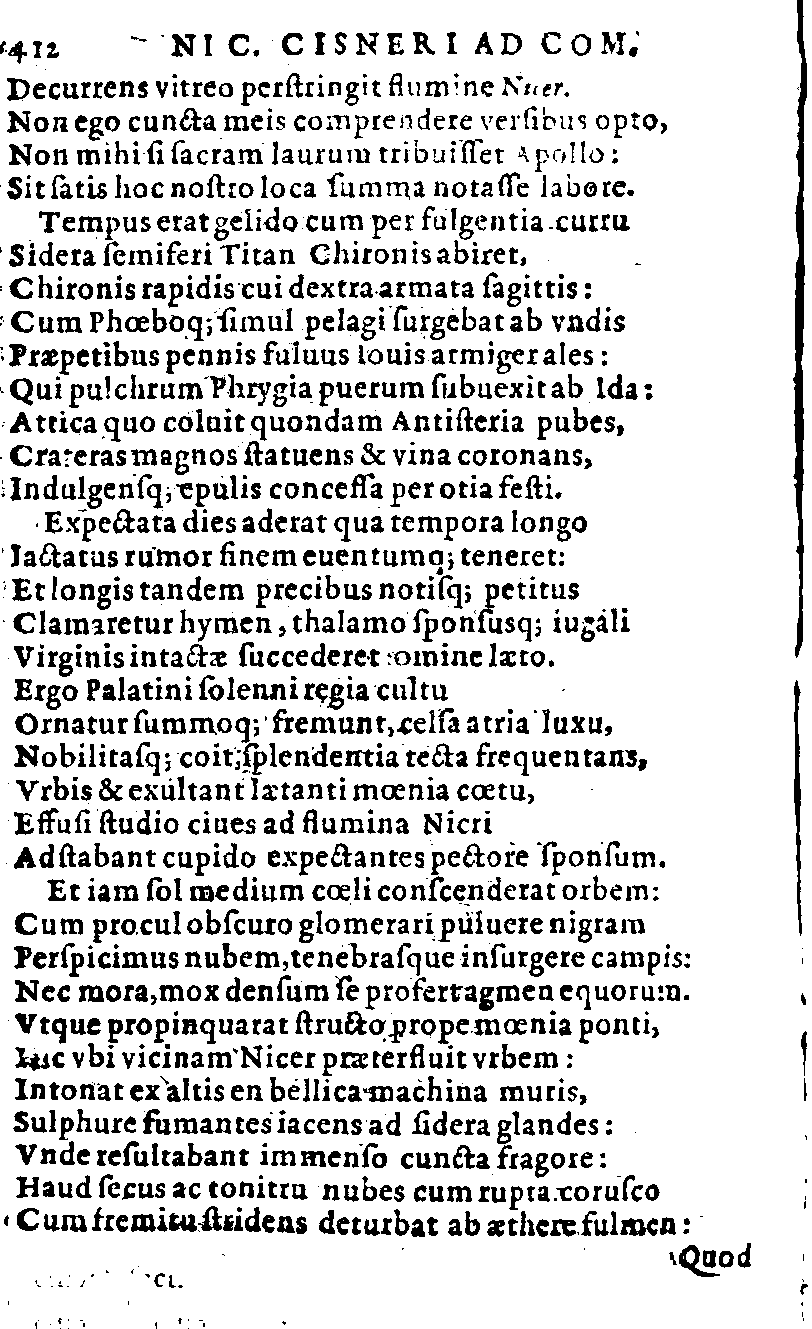 412 NIC. CISNERI AD COM.
Decurrens vitreo perſtringit flumine Nicer.
Non ego cuncta meis comprendere verſibus opto,
Non mihi ſi ſacram laurum tribuiſſet Apollo:
Sit ſatis hoc noſtro loca ſumma notaſſe labore.
Tempus erat gelido cum per fulgentia curru
Sidera ſemiferi Titan Chironis abiret,
Chironis rapidis cui dextra armata ſagittis:
Cum Phœboq; ſimul pelagi ſurgebat ab vndis
Præpetibus pennis fuluus Iouis armiger ales:
Qui pulchrum Phrygia puerum ſubuexit ab Ida:
Attica quo coluit quondam Antiſteria pubes,
Crateras magnos ſtatuens & vina coronans,
Indulgenſq; epulis conceſſa per otia feſti.
Expectata dies aderat qua tempora longo
Iactatus rumor finem euentumq; teneret:
Et longis tandem precibus notiſq; petitus
Clamaretur hymen, thalamo ſponſusq; iugali
Virginis intactæ ſuccederet omine læto.
Ergo Palatini ſolenni regia cultu
Ornatur ſummoq; fremunt, celſa atria luxu,
Nobilitaſq; coit, ſplendentia tecta frequentans,
Vrbis & exultant lætanti mœnia cœtu,
Effuſi ſtudio ciues ad flumina Nicri
Adſtabant cupido expectantes pectore ſponſum.
Et iam ſol medium cœli conſcenderat orbem:
Cum procul obſcuro glomerari puluere nigram
Perſpicimus nubem, tenebraſque inſurgere campis:
Nec mora, mox denſum ſe profert agmen equorum.
Vtque propinquarat ſtructo prope mœnia ponti,
Huc vbi vicinam Nicer præterfluit vrbem:
Intonat ex altis en bellica machina muris,
Sulphure fumantes iacens ad ſidera glandes:
Vnde reſultabant immenſo cuncta fragore:
Haud ſecus ac tonitru nubes cum rupta coruſco
Cum fremitu ſtridens deturbat ab æthere fulmen:
Quod